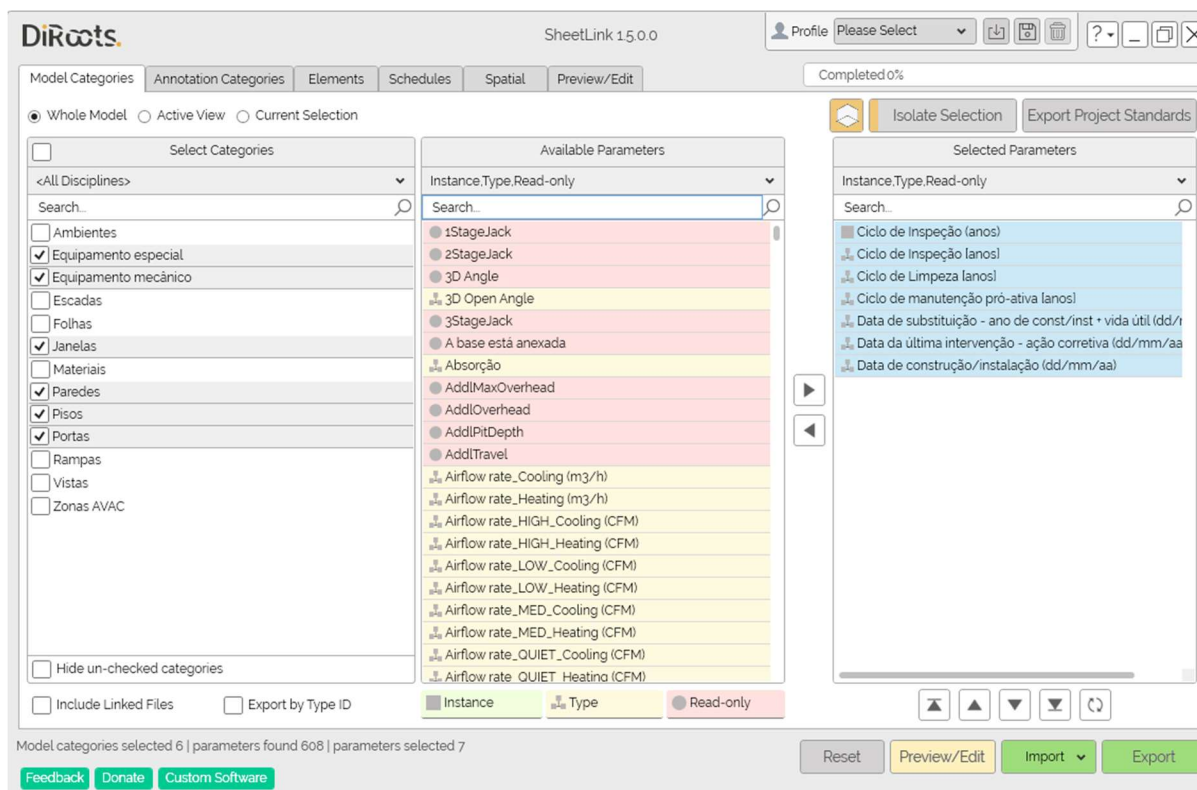 DiRoots.
SheetLink 1.5.0.0
Profile
Please Select
?
Model Categories
Annotation Categories
Elements
Schedules
Spatial
Preview/Edit
Completed 0%
Whole Model
Active View
Current Selection
Isolate Selection
Export Project Standards
Select Categories
<All Disciplines>
Search...
Ambientes
Equipamento especial
Equipamento mecânico
Escadas
Folhas
Janelas
Materiais
Paredes
Pisos
Portas
Rampas
Vistas
Zonas AVAC
Hide un-checked categories
Include Linked Files
Export by Type ID
Available Parameters
Instance,Type,Read-only
Search...
1StageJack
2StageJack
3D Angle
3D Open Angle
3StageJack
A base está anexada
Absorção
AddlMaxOverhead
AddlOverhead
AddlPitDepth
AddlTravel
Airflow rate_Cooling (m3/h)
Airflow rate_Heating (m3/h)
Airflow rate_HIGH_Cooling (CFM)
Airflow rate_HIGH_Heating (CFM)
Airflow rate_LOW_Cooling (CFM)
Airflow rate_LOW_Heating (CFM)
Airflow rate_MED_Cooling (CFM)
Airflow rate_MED_Heating (CFM)
Airflow rate_QUIET_Cooling (CFM)
Airflow rate_QUIET_Heating (CFM)
Instance
Type
Read-only
Selected Parameters
Instance,Type,Read-only
Search...
Ciclo de Inspeção (anos)
Ciclo de Inspeção [anos]
Ciclo de Limpeza [anos]
Ciclo de manutenção pró-ativa [anos]
Data de substituição - ano de const/inst + vida útil (dd/
Data da última intervenção - ação corretiva (dd/mm/aa
Data de construção/instalação (dd/mm/aa)
Model categories selected 6 | parameters found 608 | parameters selected 7
Feedback
Donate
Custom Software
Reset
Preview/Edit
Import
Export